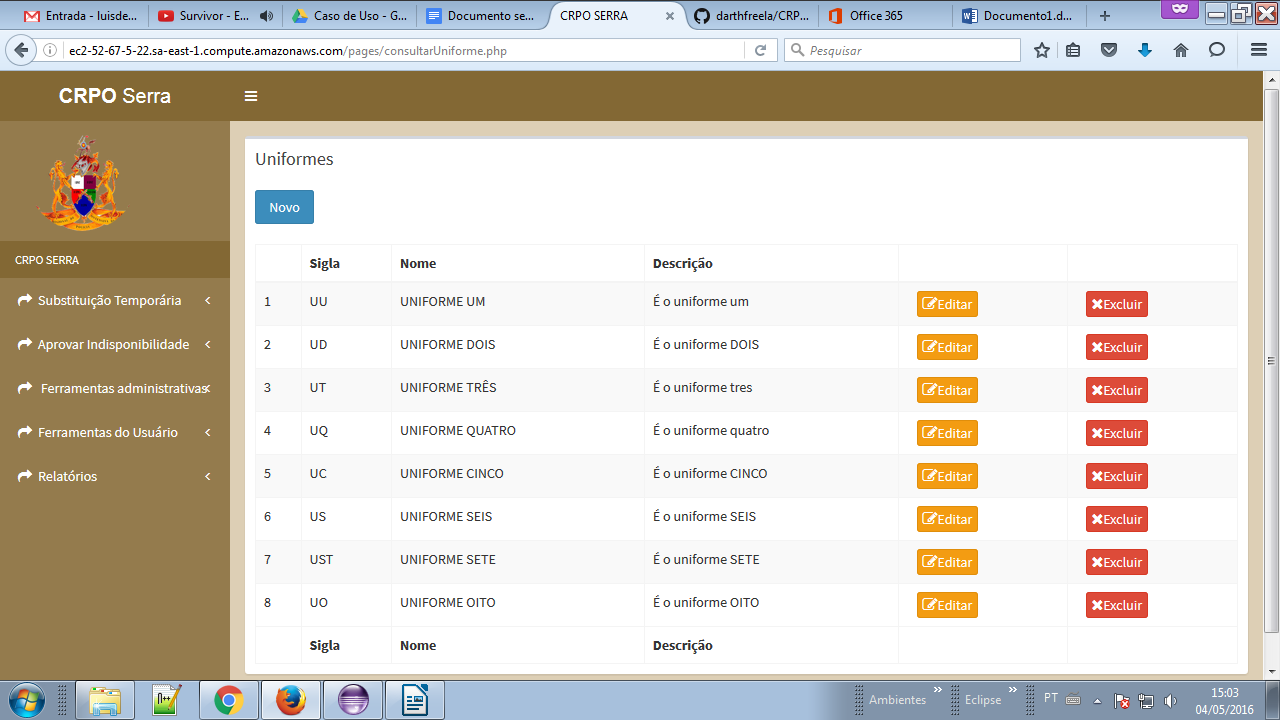 Entrada - luisde...
Survivor - E...
Caso de Uso - G...
Documento se...
CRPO SERRA
darthfreela/CRP...
Office 365
Documento1.d...
ec2-52-67-5-22.sa-east-1.compute.amazonaws.com/pages/consultarUniforme.php
Pesquisar
CRPO Serra
CRPO SERRA
Substituição Temporária
Aprovar Indisponibilidade
Ferramentas administrativas
Ferramentas do Usuário
Relatórios
Uniformes
Novo
Sigla Nome Descrição
1 UU UNIFORME UM É o uniforme um Editar Excluir
2 UD UNIFORME DOIS É o uniforme DOIS Editar Excluir
3 UT UNIFORME TRÊS É o uniforme tres Editar Excluir
4 UQ UNIFORME QUATRO É o uniforme quatro Editar Excluir
5 UC UNIFORME CINCO É o uniforme CINCO Editar Excluir
6 US UNIFORME SEIS É o uniforme SEIS Editar Excluir
7 UST UNIFORME SETE É o uniforme SETE Editar Excluir
8 UO UNIFORME OITO É o uniforme OITO Editar Excluir
Sigla Nome Descrição
Ambientes
Eclipse
PT
15:03
04/05/2016